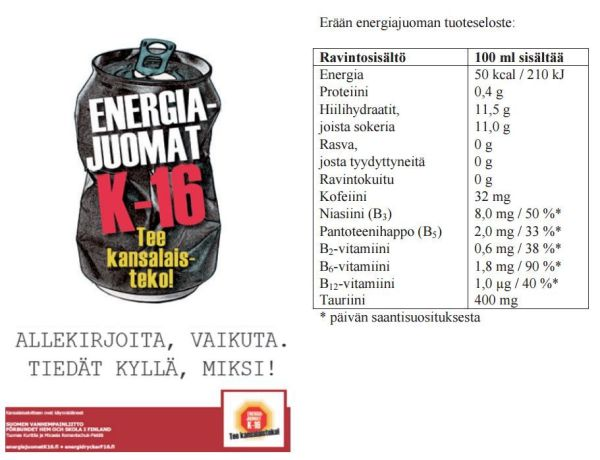 ENERGIA-
JUOMAT
K-16
Tee
kansalais-
teko!
ALLEKIRJOITA, VAIKUTA.
TIEDÄT KYLLÄ, MIKSI!
SUOMEN VANHEMPAINLIITTO
FÖRBUNDET HEM OCH SKOLA I FINLAND
energiajuomatK16.fi • energidryckerF16.fi
ENERGIA-
JUOMAT
K-16
Tee kansalaisteko!
Erään energiajuoman tuoteseloste:
Ravintosisältö 100 ml sisältää
Energia 50 kcal / 210 kJ
Proteiini 0,4 g
Hiilihydraatit, 11,5 g
joista sokeria 11,0 g
Rasva, 0 g
josta tyydyttyneitä 0 g
Ravintokuitu 0 g
Kofeiini 32 mg
Niasiini (B3) 8,0 mg / 50 %*
Pantoteenihappo (B5) 2,0 mg / 33 %*
B2-vitamiini 0,6 mg / 38 %*
B6-vitamiini 1,8 mg / 90 %*
B12-vitamiini 1,0 µg / 40 %*
Tauriini 400 mg
* päivän saantisuosituksesta